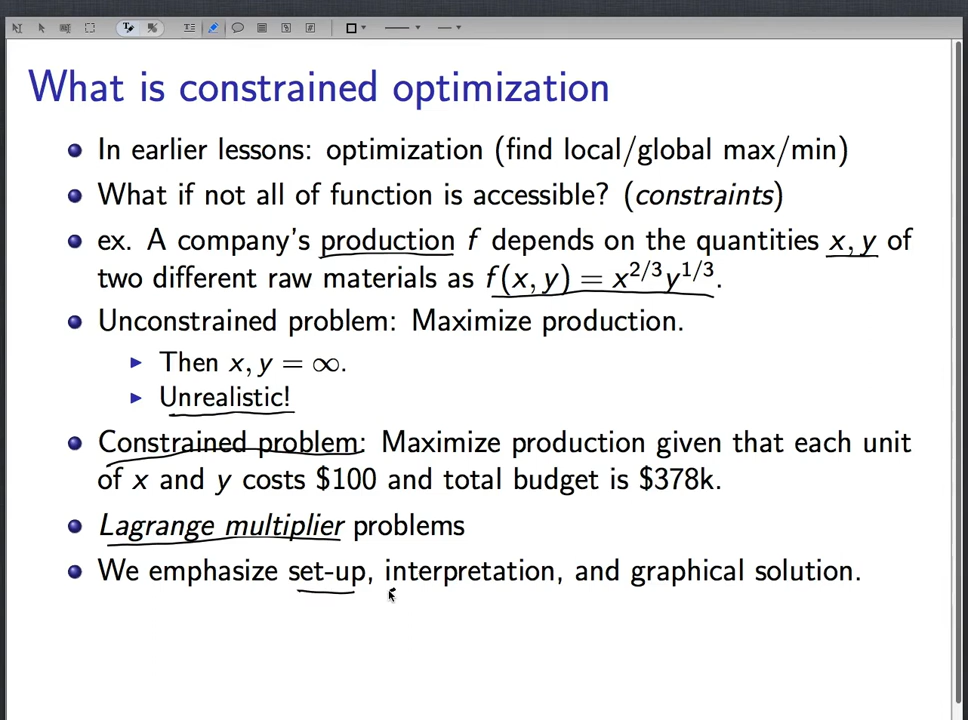 What is constrained optimization
In earlier lessons: optimization (find local/global max/min)
What if not all of function is accessible? (constraints)
ex. A company's production f depends on the quantities x, y of
two different raw materials as f(x, y) = x^{2/3}y^{1/3}.
Unconstrained problem: Maximize production.
Then x, y = ∞.
Unrealistic!
Constrained problem: Maximize production given that each unit
of x and y costs $100 and total budget is $378k.
Lagrange multiplier problems
We emphasize set-up, interpretation, and graphical solution.